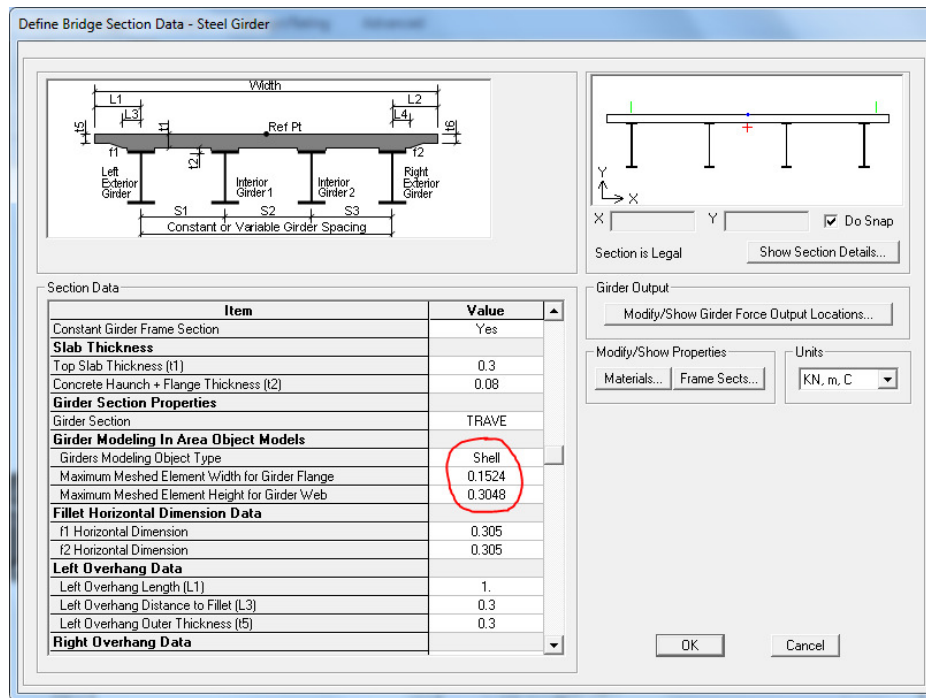 Define Bridge Section Data - Steel Girder
Width
L1
L2
L3
L4
t5
t1
Ref Pt
t6
f1
t2
f2
Left
Exterior
Girder
Interior
Girder 1
Interior
Girder 2
Right
Exterior
Girder
S1
S2
S3
Constant or Variable Girder Spacing
Y
X
X
Y
Do Snap
Section is Legal
Show Section Details...
Section Data
Item Value
Constant Girder Frame Section Yes
Slab Thickness
Top Slab Thickness (t1) 0.3
Concrete Haunch + Flange Thickness (t2) 0.08
Girder Section Properties
Girder Section TRAVE
Girder Modeling In Area Object Models
Girders Modeling Object Type Shell
Maximum Meshed Element Width for Girder Flange 0.1524
Maximum Meshed Element Height for Girder Web 0.3048
Fillet Horizontal Dimension Data
f1 Horizontal Dimension 0.305
f2 Horizontal Dimension 0.305
Left Overhang Data
Left Overhang Length (L1) 1.
Left Overhang Distance to Fillet (L3) 0.3
Left Overhang Outer Thickness (t5) 0.3
Right Overhang Data
Girder Output
Modify/Show Girder Force Output Locations...
Modify/Show Properties
Materials...
Frame Sects...
Units
KN, m, C
OK
Cancel